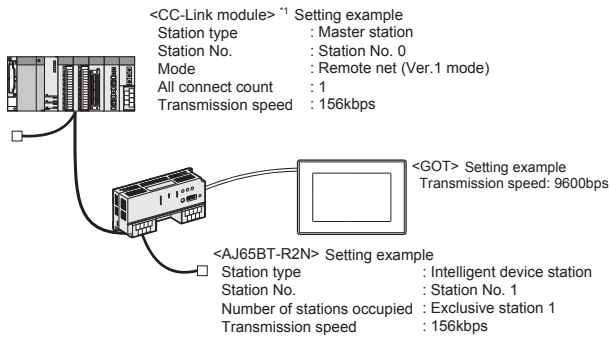 <CC-Link module> *1 Setting example
Station type : Master station
Station No. : Station No. 0
Mode : Remote net (Ver.1 mode)
All connect count : 1
Transmission speed : 156kbps
<GOT> Setting example
Transmission speed: 9600bps
<AJ65BT-R2N> Setting example
Station type : Intelligent device station
Station No. : Station No. 1
Number of stations occupied : Exclusive station 1
Transmission speed : 156kbps